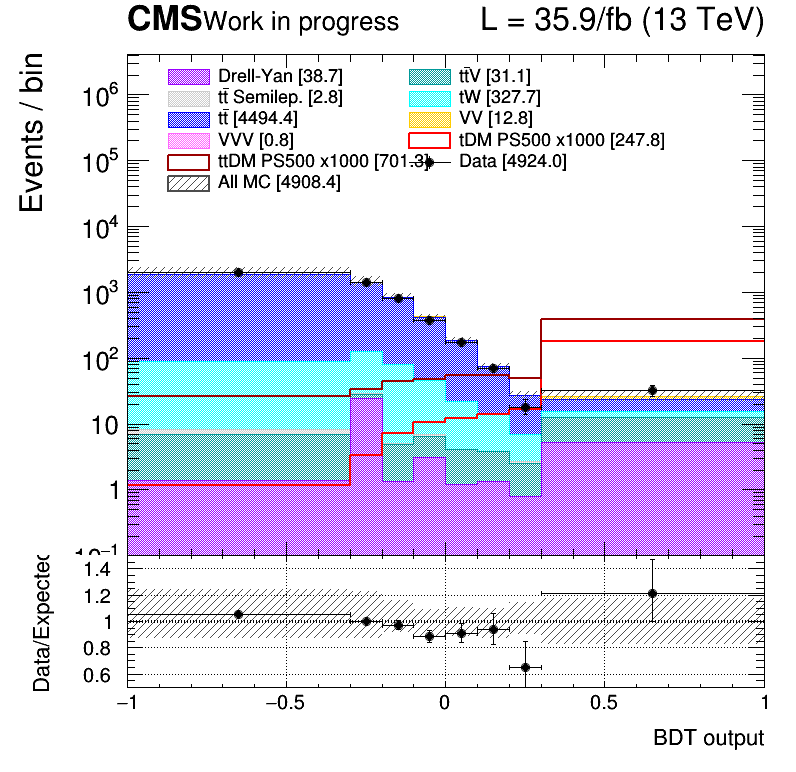 CMS Work in progress L = 35.9/fb (13 TeV)
Events / bin
Drell-Yan [38.7] tt̄V [31.1]
tt̄ Semilep. [2.8] tW [327.7]
tt̄ [4494.4] VV [12.8]
VVV [0.8] tDM PS500 x1000 [247.8]
ttDM PS500 x1000 [701.3] Data [4924.0]
All MC [4908.4]
10⁶
10⁵
10⁴
10³
10²
10
1
10⁻¹
Data/Expected
1.4
1.2
1
0.8
0.6
−1 −0.5 0 0.5 1
BDT output